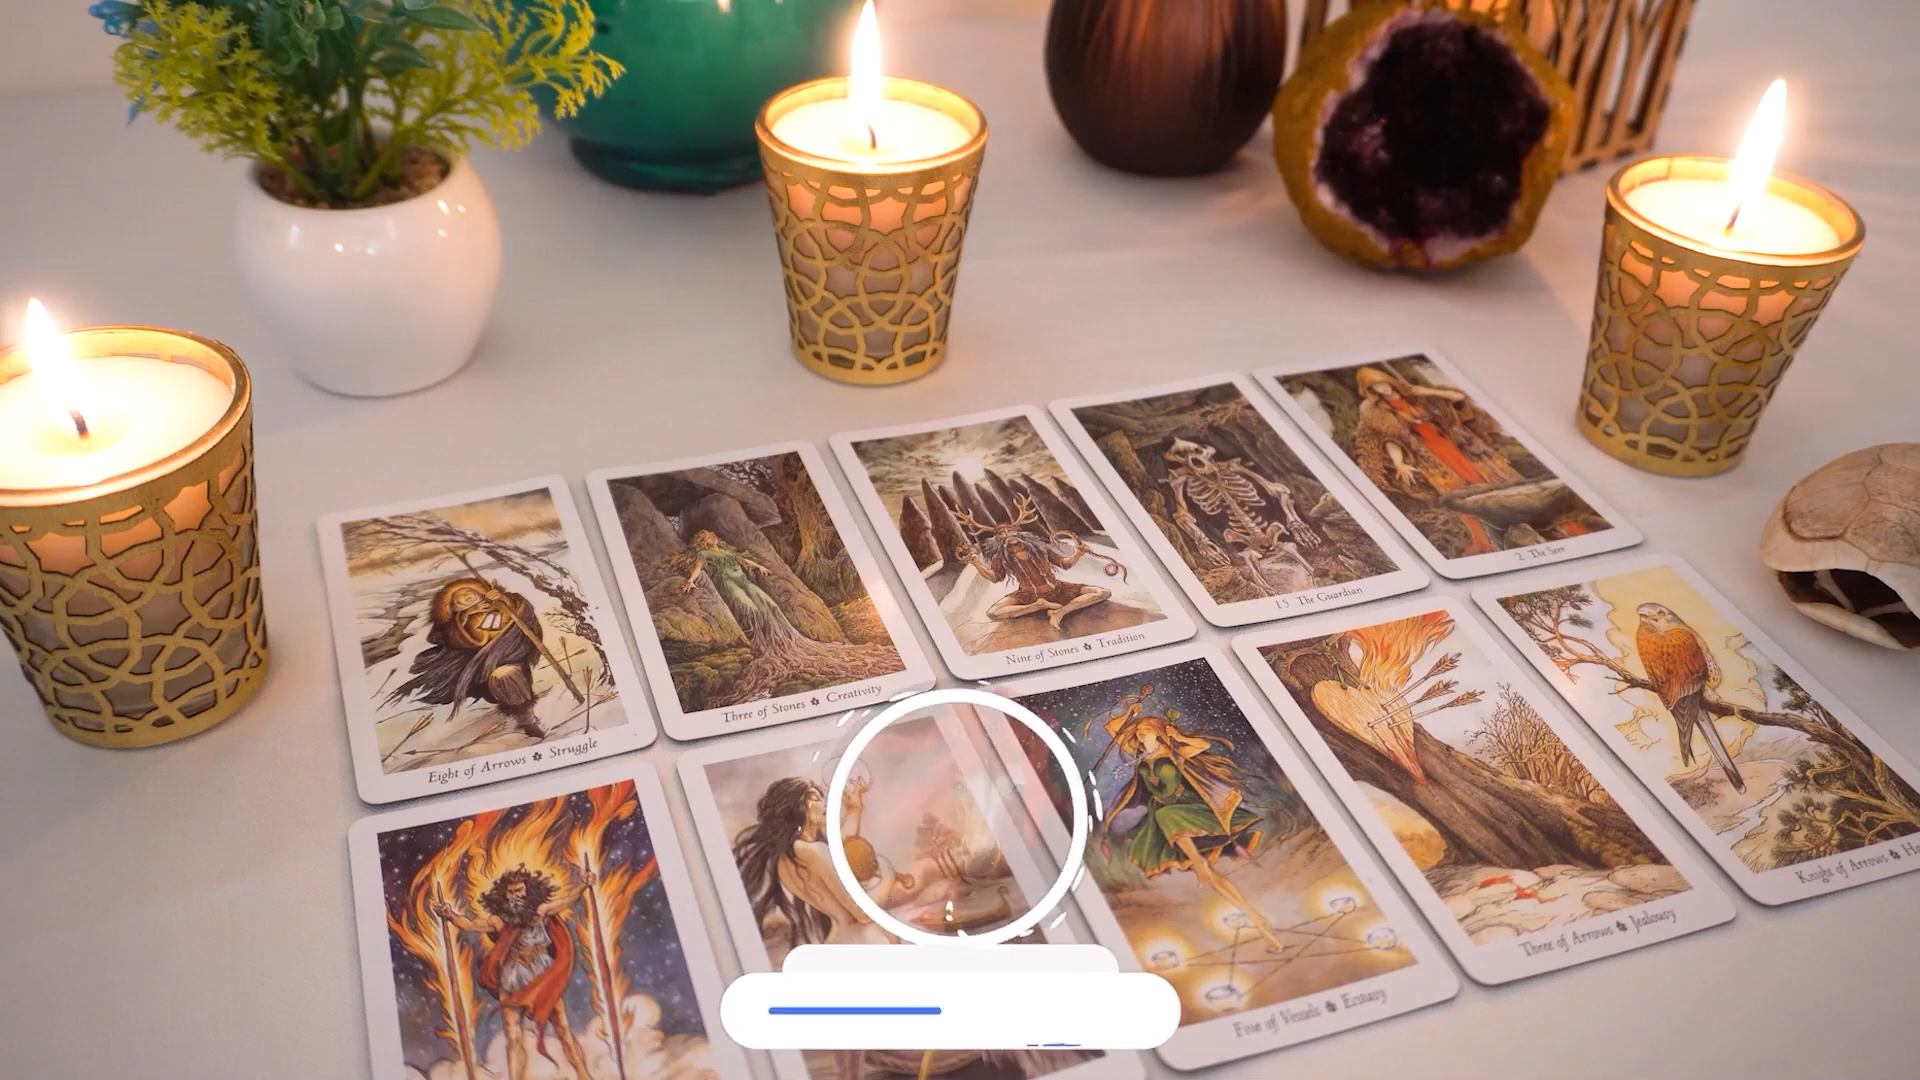 2 The Seer
15 The Guardian
Nine of Stones Tradition
Three of Stones Creativity
Eight of Arrows Struggle
Knight of Arrows
Three of Arrows Jealousy
Five of Vessels Ecstasy